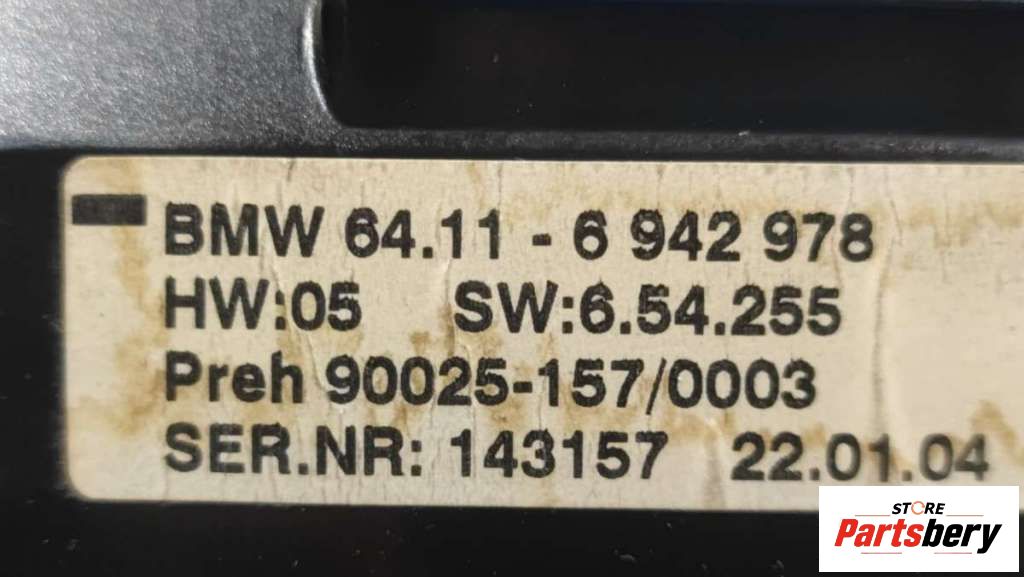 BMW 64.11 - 6 942 978
HW:05 SW:6.54.255
Preh 90025-157/0003
SER.NR: 143157 22.01.04
STORE
Partsbery